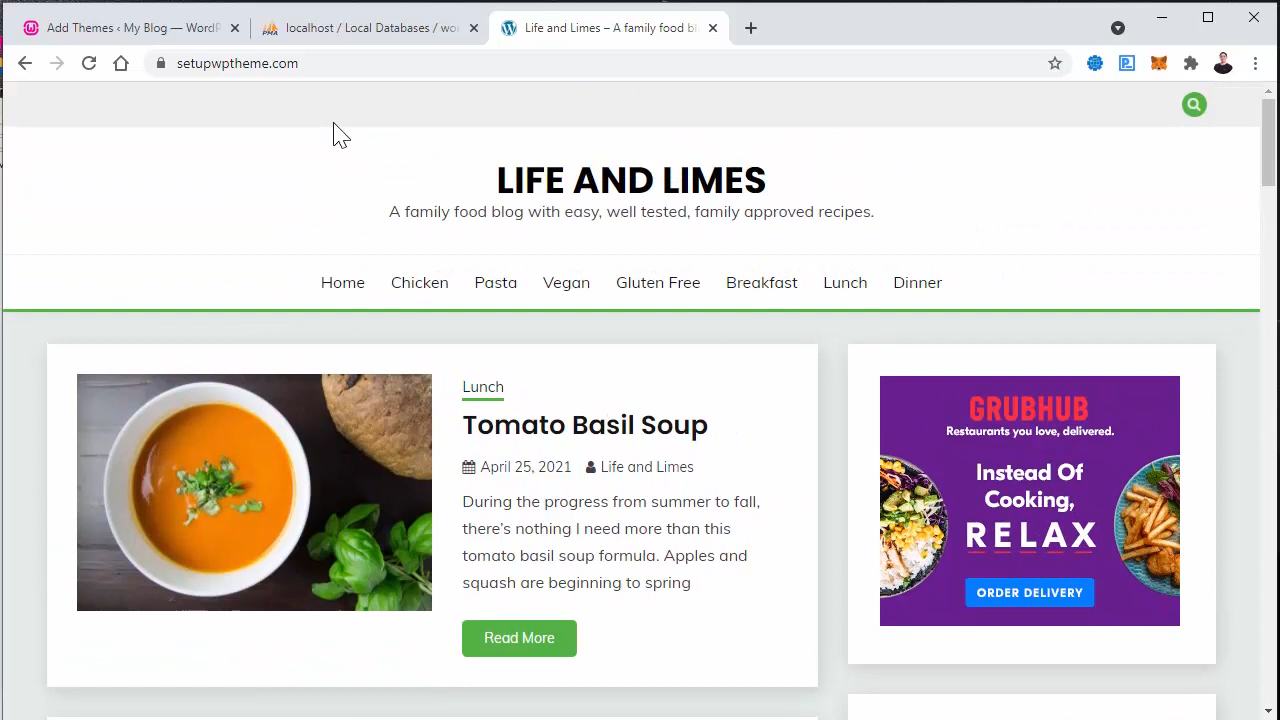 Add Themes ‹ My Blog — WordP
localhost / Local Databases / wor
Life and Limes – A family food bl
setupwptheme.com
LIFE AND LIMES
A family food blog with easy, well tested, family approved recipes.
Home Chicken Pasta Vegan Gluten Free Breakfast Lunch Dinner
Lunch
Tomato Basil Soup
April 25, 2021 Life and Limes
During the progress from summer to fall,
there's nothing I need more than this
tomato basil soup formula. Apples and
squash are beginning to spring
Read More
GRUBHUB
Restaurants you love, delivered.
Instead Of
Cooking,
RELAX
ORDER DELIVERY